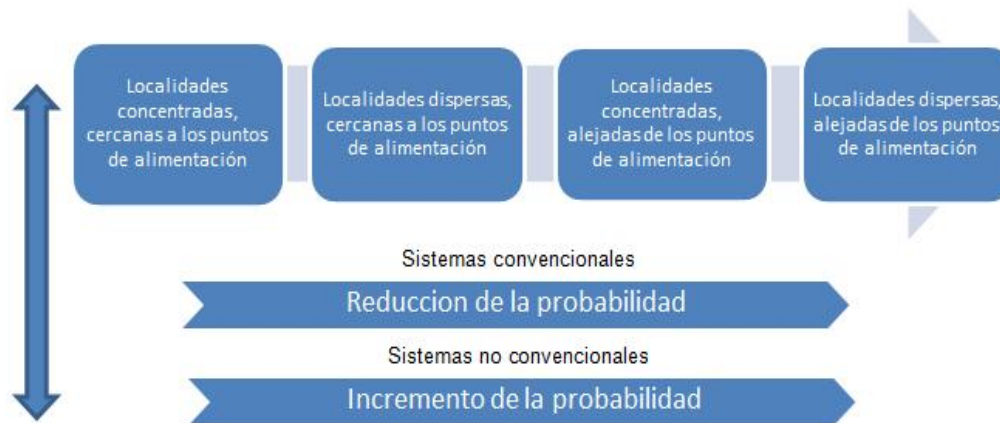 Localidades
concentradas,
cercanas a los puntos
de alimentación
Localidades dispersas,
cercanas a los puntos
de alimentación
Localidades
concentradas,
alejadas de los puntos
de alimentación
Localidades dispersas,
alejadas de los puntos
de alimentación
Sistemas convencionales
Reduccion de la probabilidad
Sistemas no convencionales
Incremento de la probabilidad